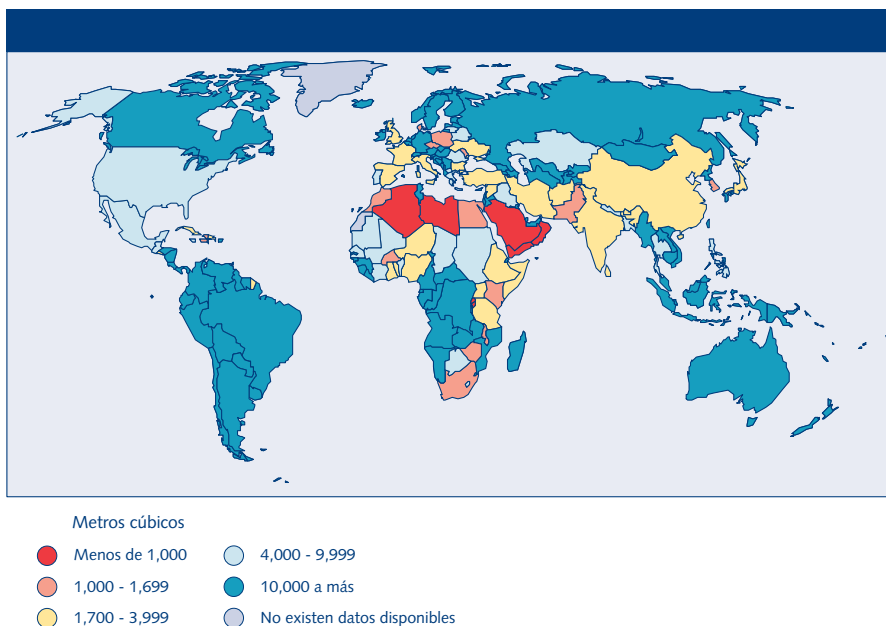 Metros cúbicos
Menos de 1,000
1,000 - 1,699
1,700 - 3,999
4,000 - 9,999
10,000 a más
No existen datos disponibles